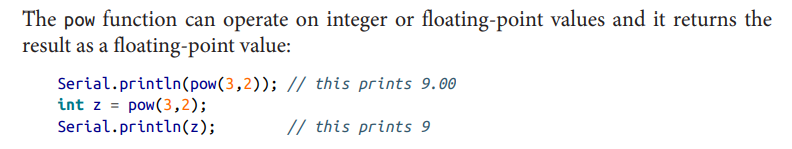 The pow function can operate on integer or floating-point values and it returns the
result as a floating-point value:
Serial.println(pow(3,2)); // this prints 9.00
int z = pow(3,2);
Serial.println(z);        // this prints 9